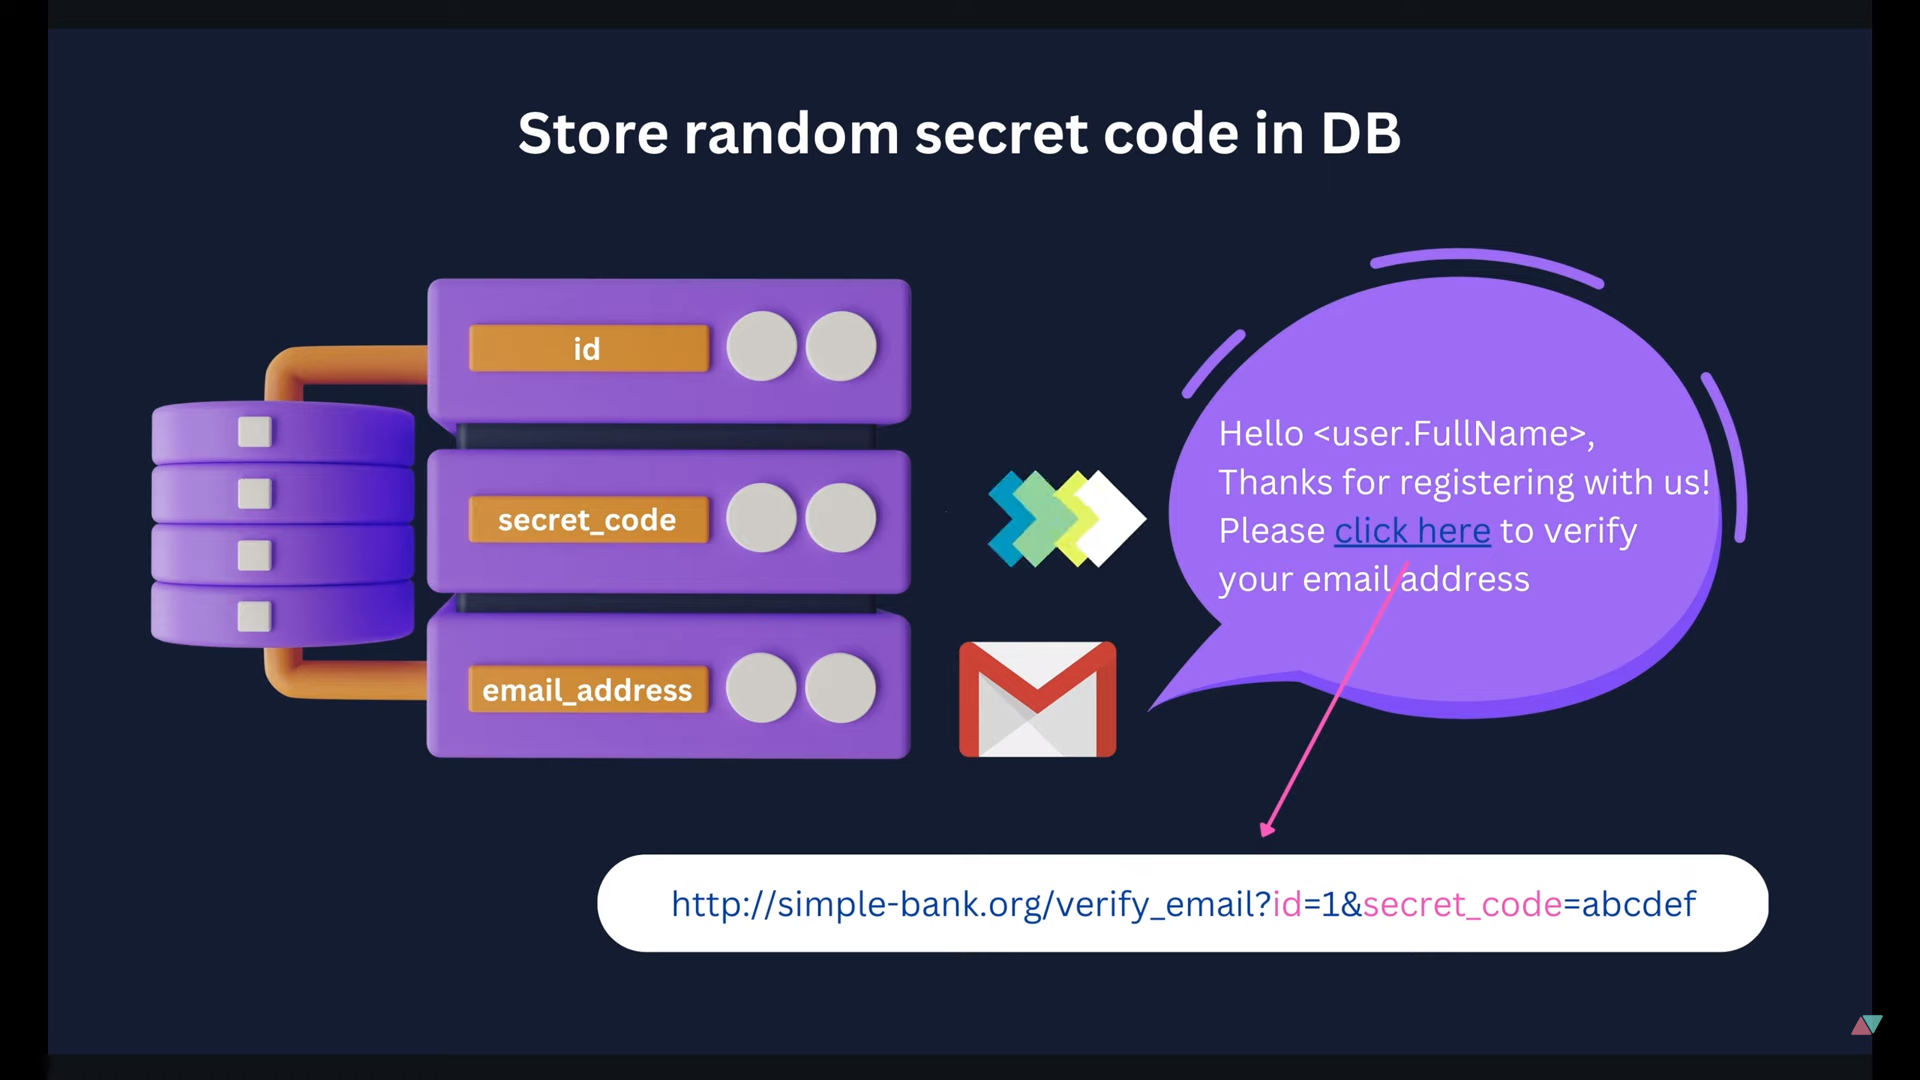 Store random secret code in DB
id
secret_code
email_address
Hello <user.FullName>,
Thanks for registering with us!
Please click here to verify
your email address
http://simple-bank.org/verify_email?id=1&secret_code=abcdef